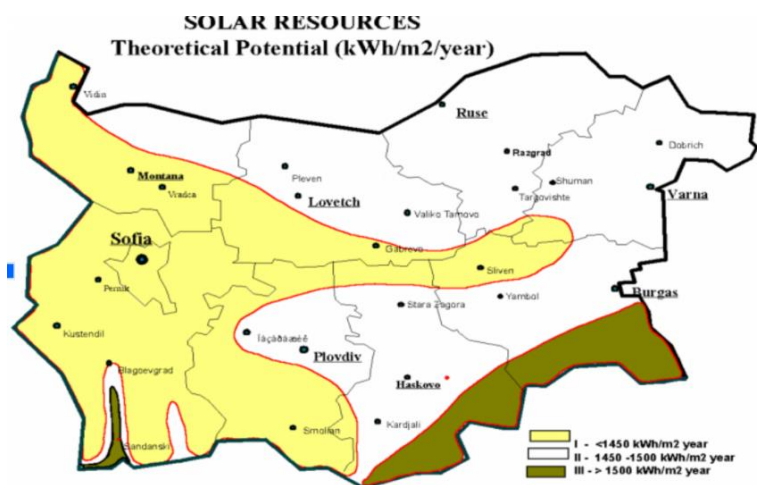 SOLAR RESOURCES
Theoretical Potential (kWh/m2/year)
Vidin
Ruse
Montana
Vratca
Pleven
Lovetch
Razgrad
Dobrich
Shuman
Targovishte
Varna
Valiko Tarnovo
Sofia
Gabrevo
Sliven
Pernik
Yambol
Burgas
Stara Zagora
Kustendil
Ïàçàðäæèê
Plovdiv
Blagoevgrad
Haskovo
Smolian
Kardjali
Sandanski
I - <1450 kWh/m2 year
II - 1450 -1500 kWh/m2 year
III - > 1500 kWh/m2 year